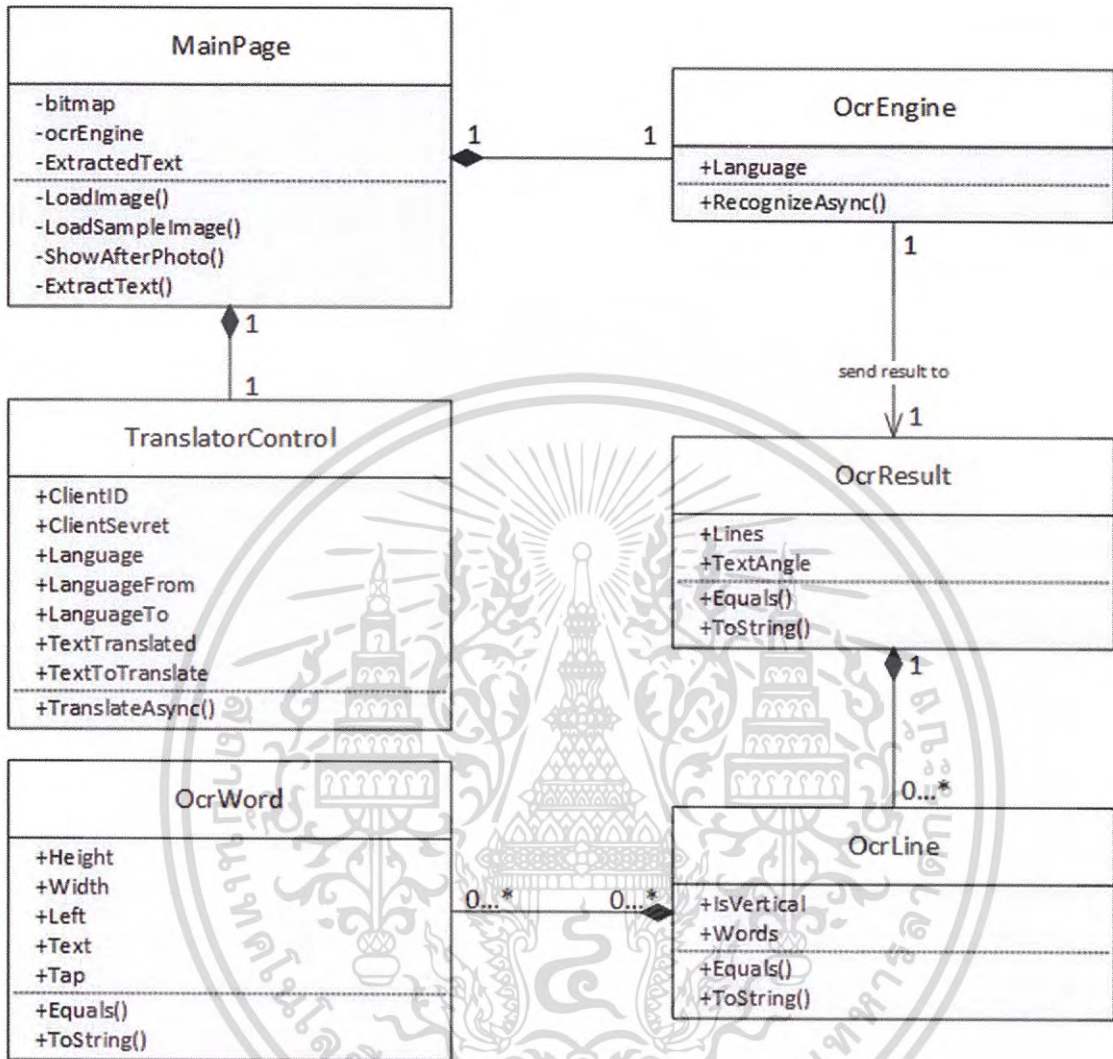 MainPage
-bitmap
-ocrEngine
-ExtractedText
-LoadImage()
-LoadSampleImage()
-ShowAfterPhoto()
-ExtractText()
1
1
OcrEngine
+Language
+RecognizeAsync()
1
send result to
1
1
1
TranslatorControl
+ClientID
+ClientSevret
+Language
+LanguageFrom
+LanguageTo
+TextTranslated
+TextToTranslate
+TranslateAsync()
OcrResult
+Lines
+TextAngle
+Equals()
+ToString()
1
0...*
OcrWord
+Height
+Width
+Left
+Text
+Tap
+Equals()
+ToString()
0...*
0...*
OcrLine
+IsVertical
+Words
+Equals()
+ToString()